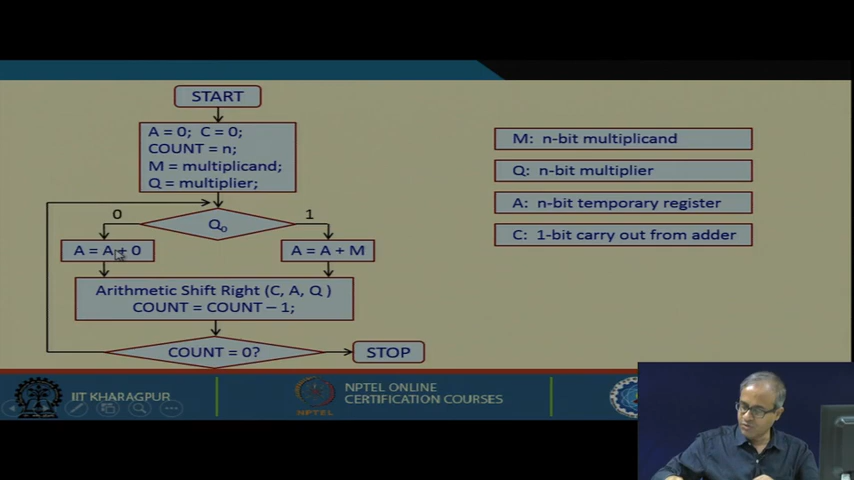 START
A = 0; C = 0;
COUNT = n;
M = multiplicand;
Q = multiplier;
0
1
Q₀
A = A + 0
A = A + M
Arithmetic Shift Right (C, A, Q )
COUNT = COUNT – 1;
COUNT = 0?
STOP
M: n-bit multiplicand
Q: n-bit multiplier
A: n-bit temporary register
C: 1-bit carry out from adder
IIT KHARAGPUR
NPTEL
NPTEL ONLINE
CERTIFICATION COURSES